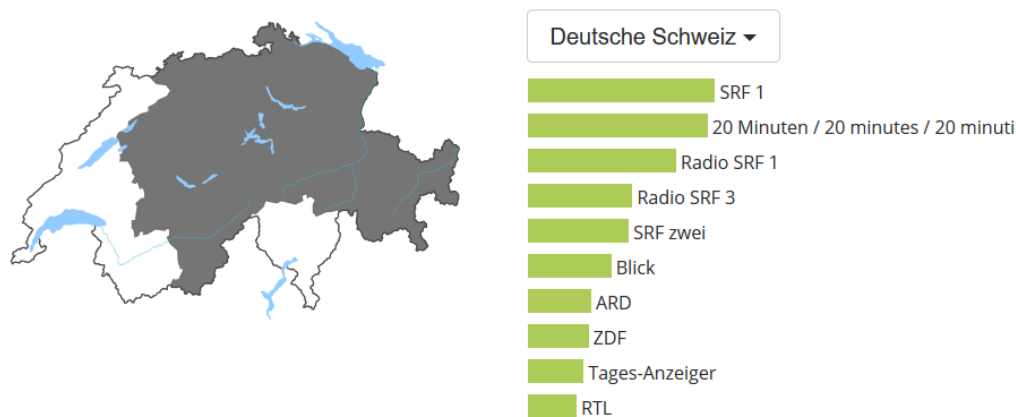 Deutsche Schweiz
SRF 1
20 Minuten / 20 minutes / 20 minuti
Radio SRF 1
Radio SRF 3
SRF zwei
Blick
ARD
ZDF
Tages-Anzeiger
RTL